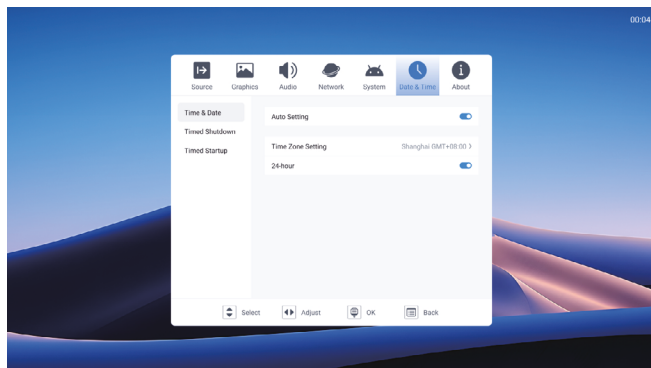 00:04
Source Graphics Audio Network System Date & Time About
Time & Date
Auto Setting
Timed Shutdown
Timed Startup
Time Zone Setting Shanghai GMT+08:00 >
24-hour
Select Adjust OK Back